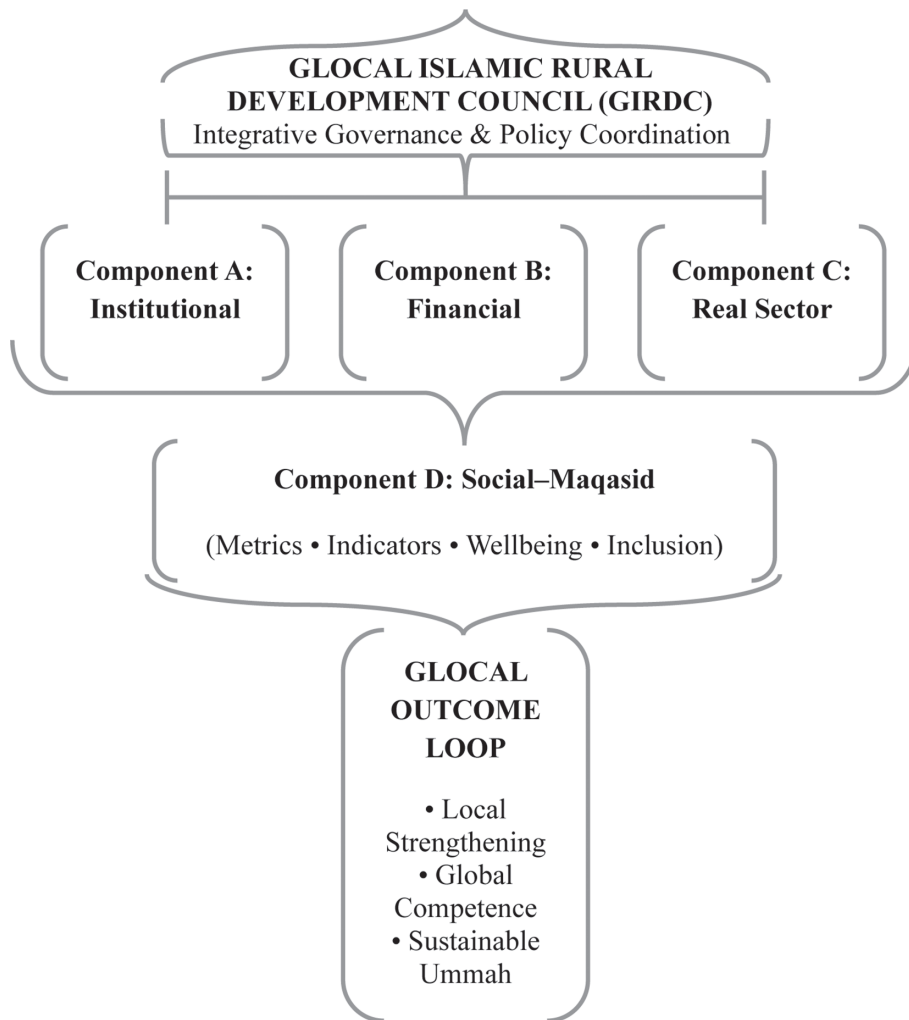 GLOCAL ISLAMIC RURAL
DEVELOPMENT COUNCIL (GIRDC)
Integrative Governance & Policy Coordination
Component A:
Institutional
Component B:
Financial
Component C:
Real Sector
Component D: Social–Maqasid
(Metrics • Indicators • Wellbeing • Inclusion)
GLOCAL
OUTCOME
LOOP
• Local
Strengthening
• Global
Competence
• Sustainable
Ummah